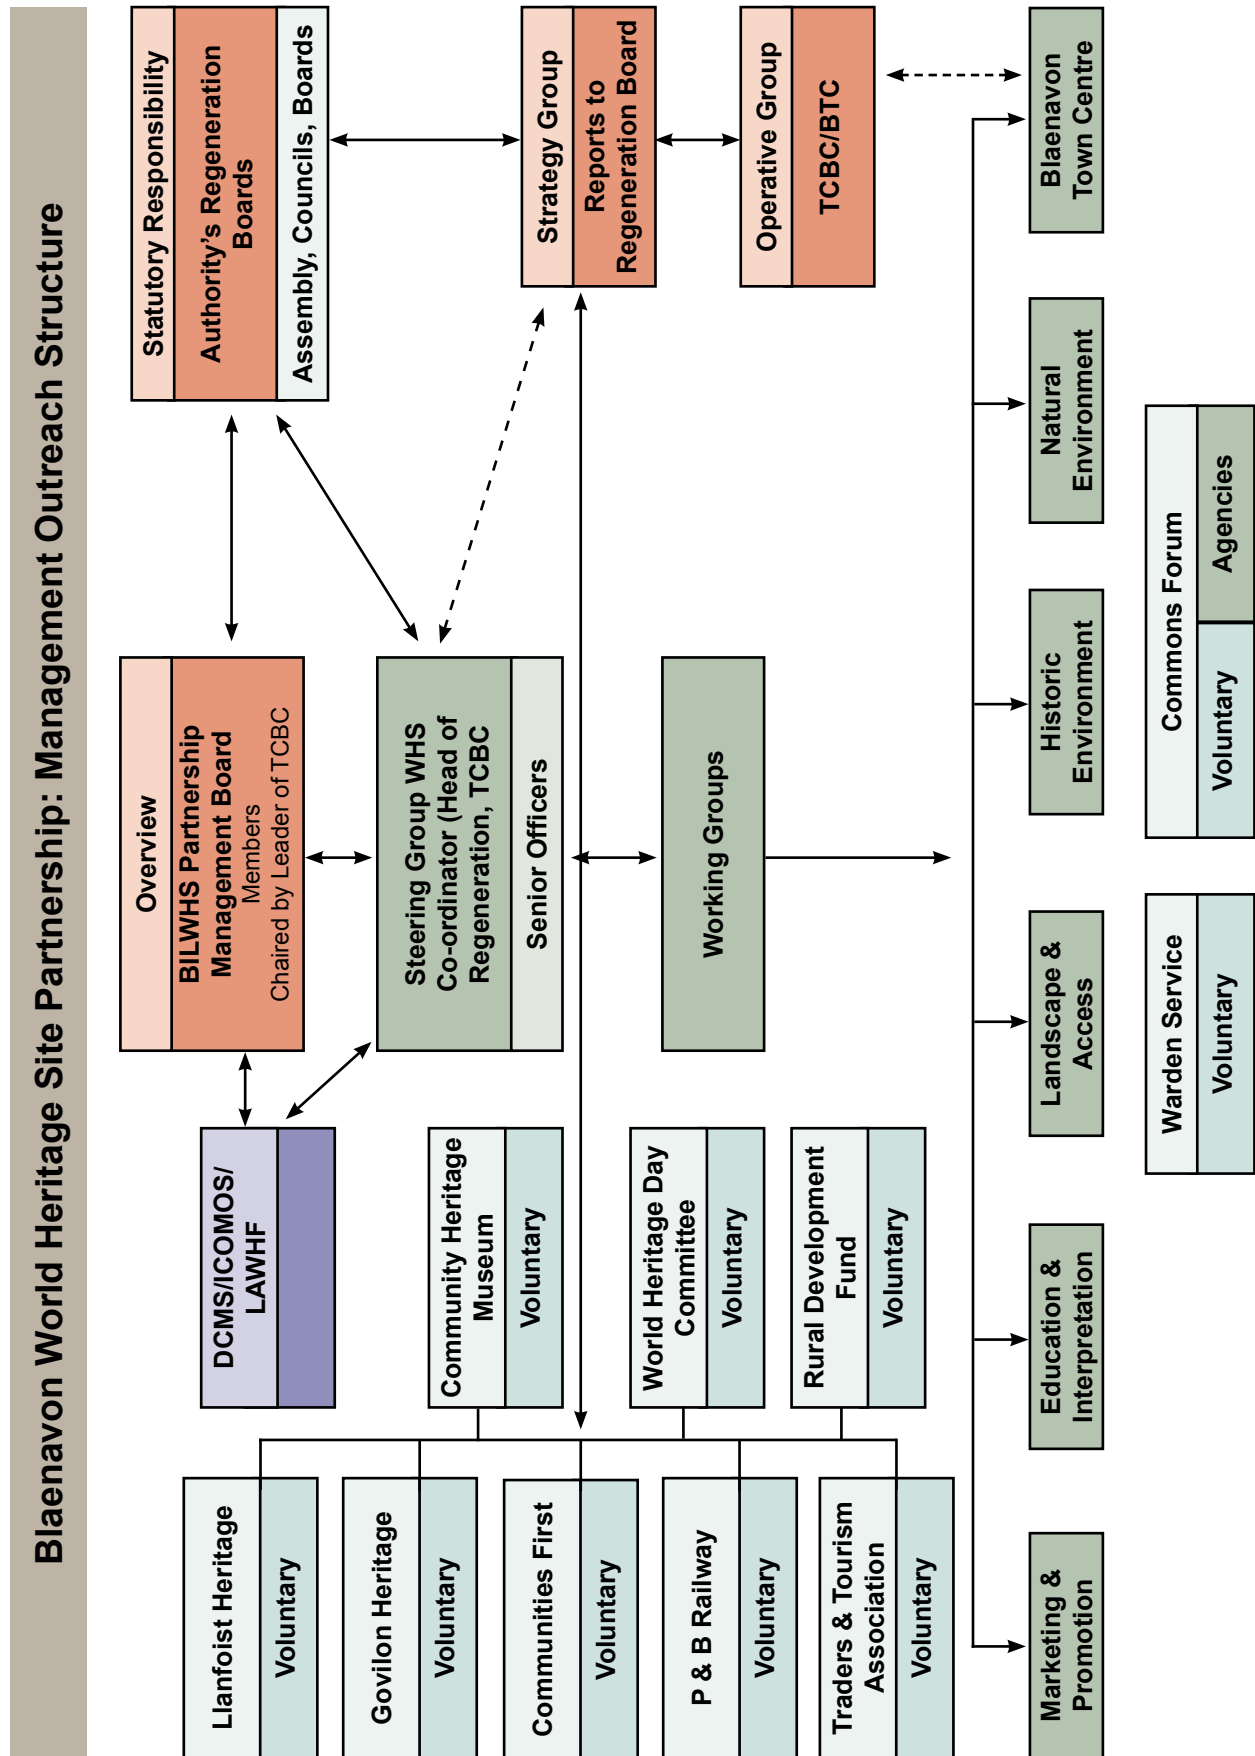 Blaenavon World Heritage Site Partnership: Management Outreach Structure
Overview
BILWHS Partnership
Management Board
Members
Chaired by Leader of TCBC
Statutory Responsibility
Authority's Regeneration
Boards
Assembly, Councils, Boards
DCMS/ICOMOS/
LAWHF
Steering Group WHS
Co-ordinator (Head of
Regeneration, TCBC
Senior Officers
Strategy Group
Reports to
Regeneration Board
Operative Group
TCBC/BTC
Working Groups
Llanfoist Heritage
Voluntary
Govilon Heritage
Voluntary
Communities First
Voluntary
P & B Railway
Voluntary
Traders & Tourism
Association
Voluntary
Community Heritage
Museum
Voluntary
World Heritage Day
Committee
Voluntary
Rural Development
Fund
Voluntary
Marketing &
Promotion
Education &
Interpretation
Landscape &
Access
Historic
Environment
Natural
Environment
Blaenavon
Town Centre
Warden Service
Voluntary
Commons Forum
Voluntary
Agencies